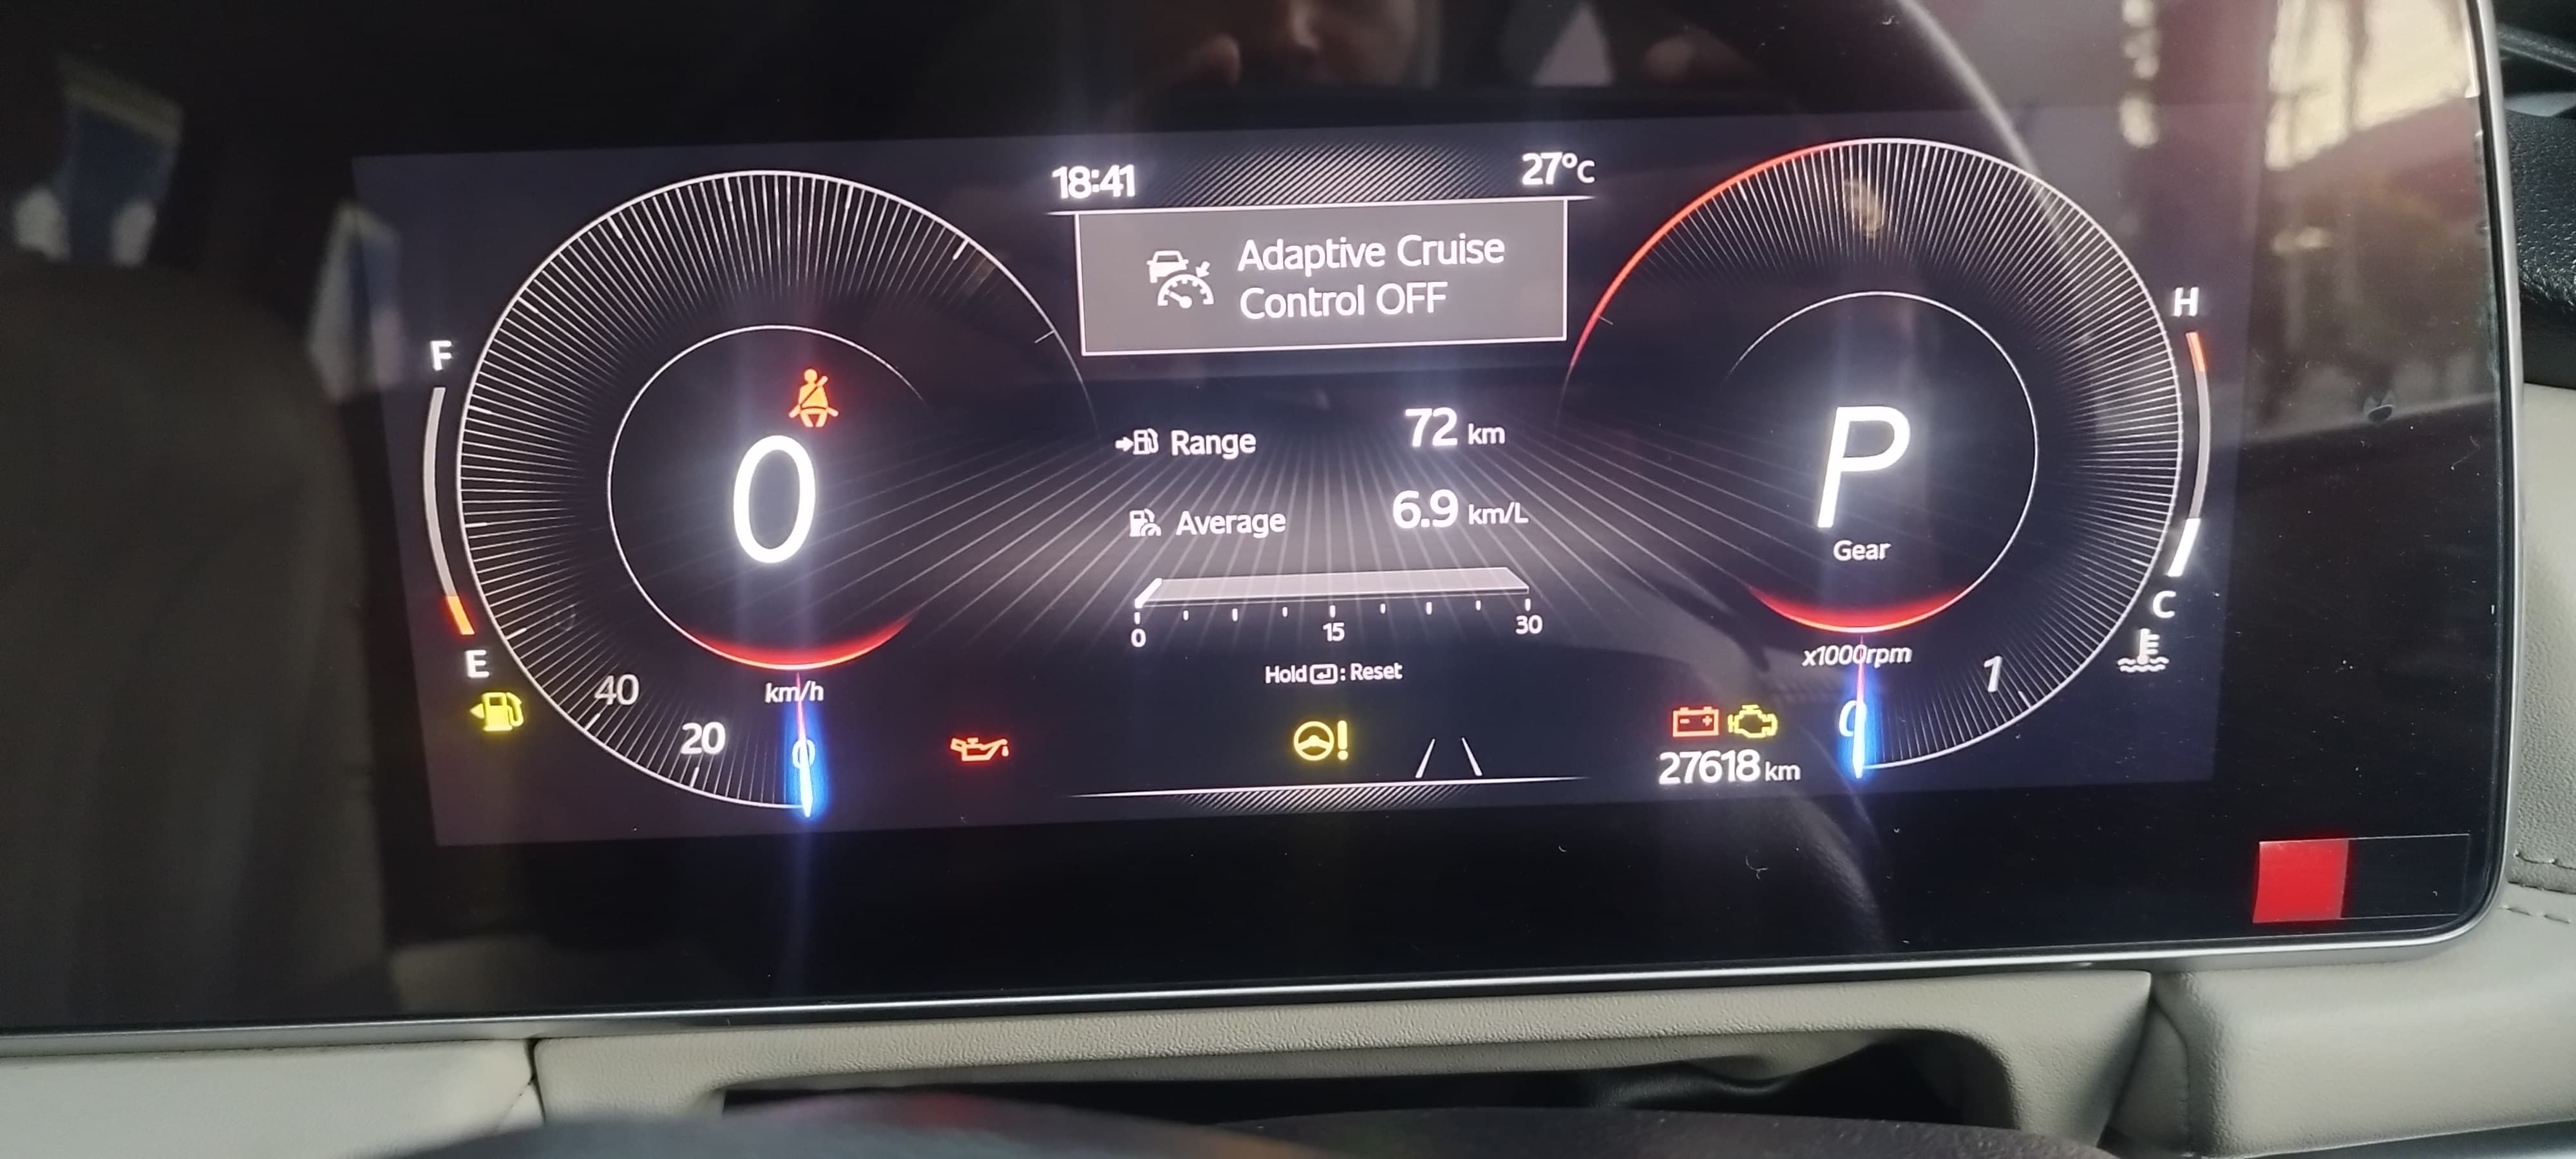 18:41
27°C
Adaptive Cruise
Control OFF
F
H
Range 72 km
Average 6.9 km/L
0
P
Gear
E
C
0 15 30
Hold : Reset
km/h
x1000rpm
40
20
0
0
1
27618 km